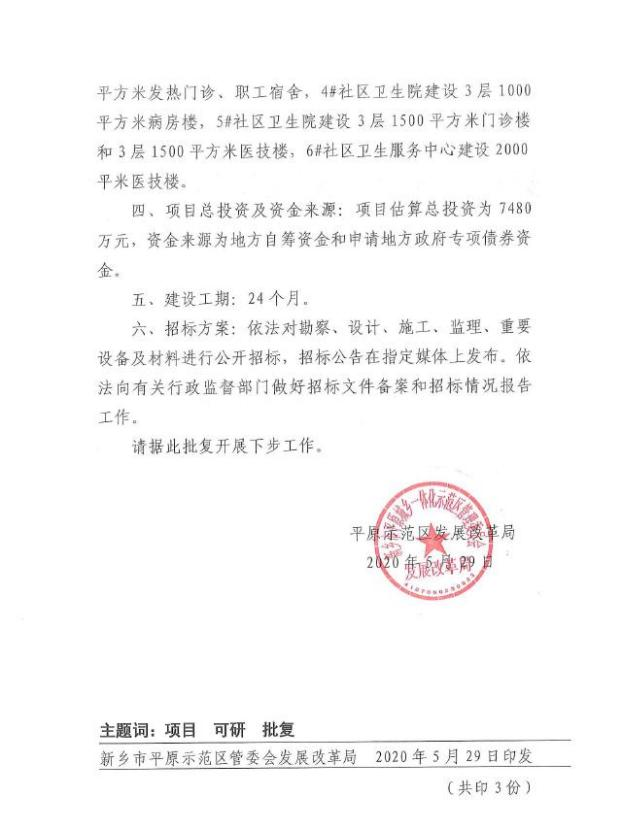 平方米发热门诊、职工宿舍，4#社区卫生院建设 3 层 1000
平方米病房楼，5#社区卫生院建设 3 层 1500 平方米门诊楼
和 3 层 1500 平方米医技楼，6#社区卫生服务中心建设 2000
平米医技楼。
四、项目总投资及资金来源：项目估算总投资为 7480
万元，资金来源为地方自筹资金和申请地方政府专项债券资
金。
五、建设工期：24 个月。
六、招标方案：依法对勘察、设计、施工、监理、重要
设备及材料进行公开招标，招标公告在指定媒体上发布。依
法向有关行政监督部门做好招标文件备案和招标情况报告
工作。
请据此批复开展下步工作。
平原示范区发展改革局
2020 年 5 月 29 日
发展改革局
主题词：项目 可研 批复
新乡市平原示范区管委会发展改革局 2020 年 5 月 29 日印发
（共印 3 份）